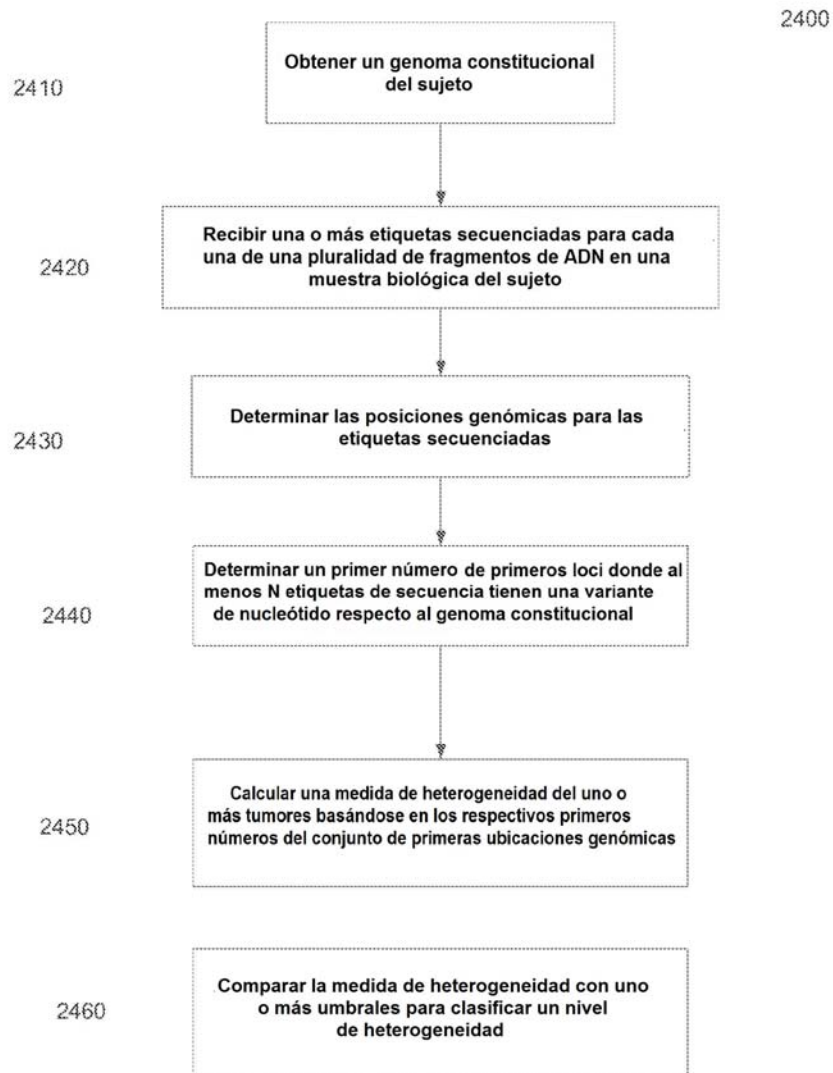 2400
2410
Obtener un genoma constitucional
del sujeto
2420
Recibir una o más etiquetas secuenciadas para cada
una de una pluralidad de fragmentos de ADN en una
muestra biológica del sujeto
2430
Determinar las posiciones genómicas para las
etiquetas secuenciadas
2440
Determinar un primer número de primeros loci donde al
menos N etiquetas de secuencia tienen una variante
de nucleótido respecto al genoma constitucional
2450
Calcular una medida de heterogeneidad del uno o
más tumores basándose en los respectivos primeros
números del conjunto de primeras ubicaciones genómicas
2460
Comparar la medida de heterogeneidad con uno
o más umbrales para clasificar un nivel
de heterogeneidad